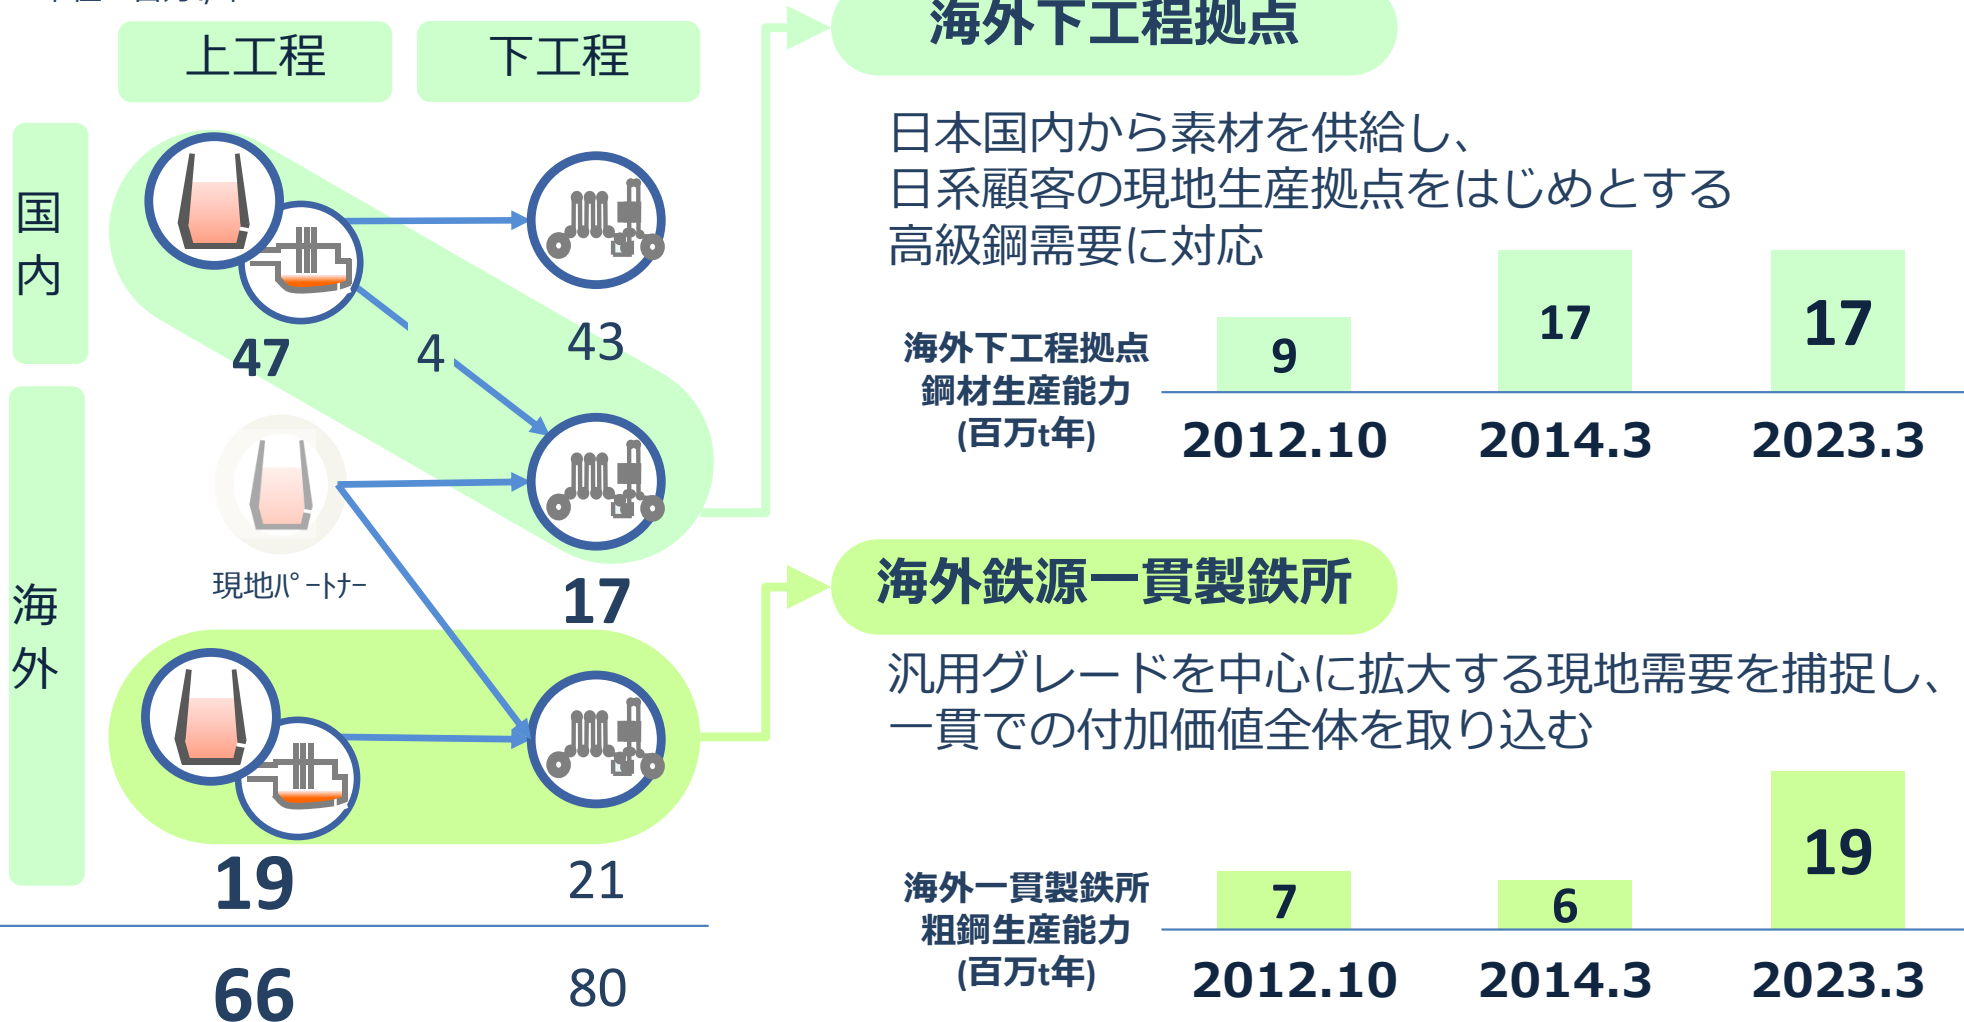 上工程
下工程
国内
海外
47
4
43
現地ﾊﾟｰﾄﾅｰ
17
19
21
66
80
海外下工程拠点
日本国内から素材を供給し、
日系顧客の現地生産拠点をはじめとする
高級鋼需要に対応
海外下工程拠点
鋼材生産能力
(百万t年)
9
17
17
2012.10
2014.3
2023.3
海外鉄源一貫製鉄所
汎用グレードを中心に拡大する現地需要を捕捉し、
一貫での付加価値全体を取り込む
海外一貫製鉄所
粗鋼生産能力
(百万t年)
7
6
19
2012.10
2014.3
2023.3